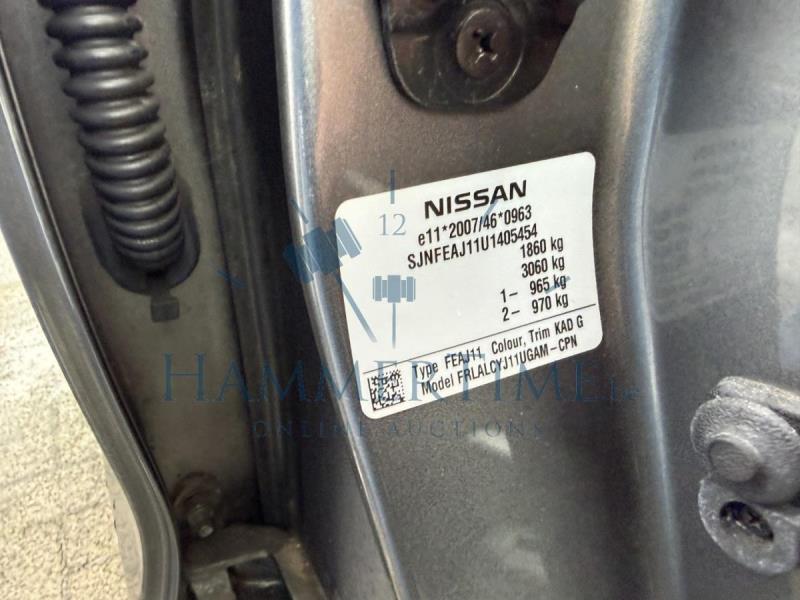 NISSAN
e11*2007/46*0963
SJNFEAJ11U1405454
1860 kg
3060 kg
1- 965 kg
2- 970 kg
Type FEAJ11, Colour, Trim KAD G
Model FRLALCYJ11UGAM-CPN
12
HAMMERTIME.ie
ONLINE AUCTIONS